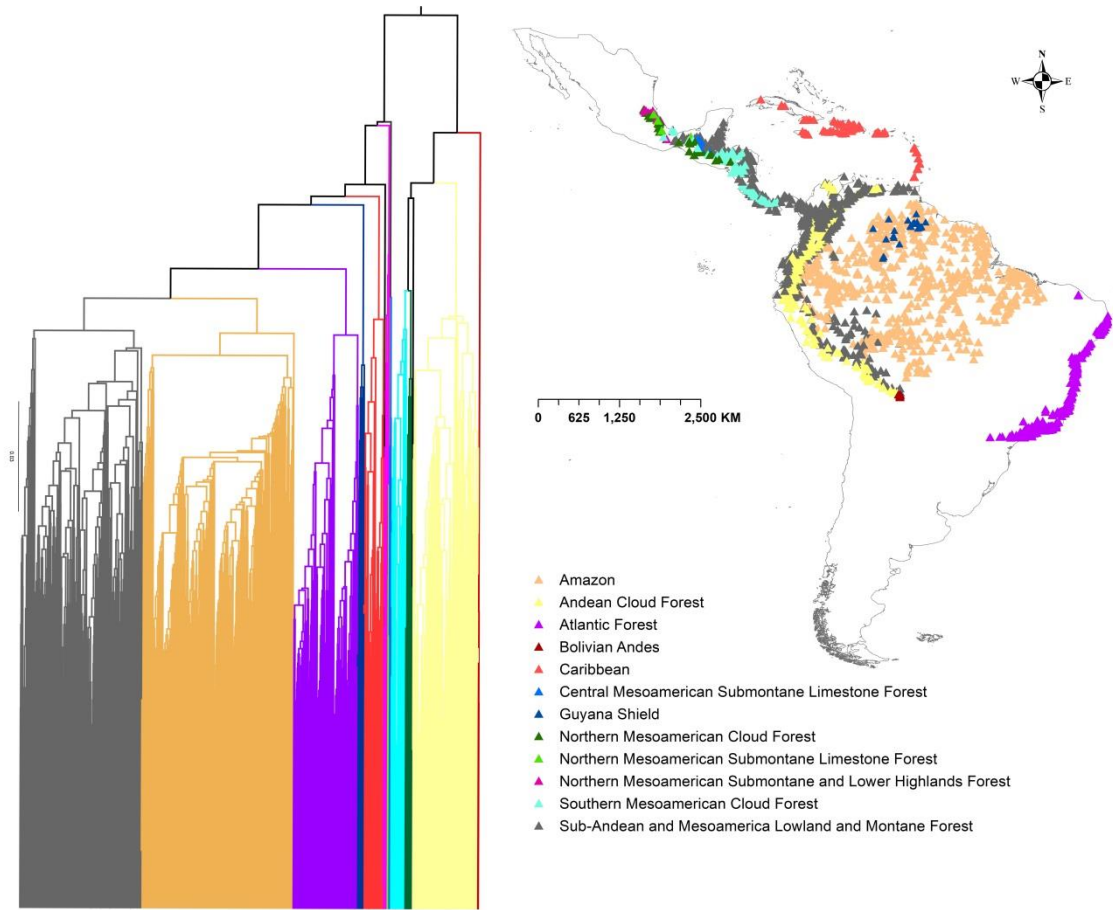 N
W E
S
0 625 1,250 2,500 KM
0.03
Amazon
Andean Cloud Forest
Atlantic Forest
Bolivian Andes
Caribbean
Central Mesoamerican Submontane Limestone Forest
Guyana Shield
Northern Mesoamerican Cloud Forest
Northern Mesoamerican Submontane Limestone Forest
Northern Mesoamerican Submontane and Lower Highlands Forest
Southern Mesoamerican Cloud Forest
Sub-Andean and Mesoamerica Lowland and Montane Forest